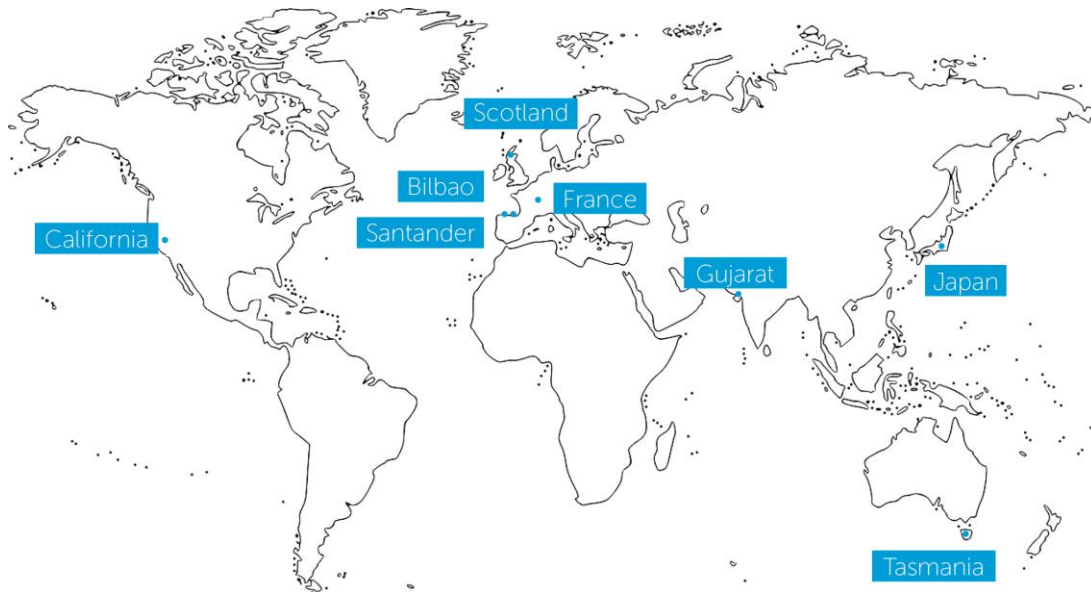 Scotland
Bilbao
France
Santander
California
Gujarat
Japan
Tasmania